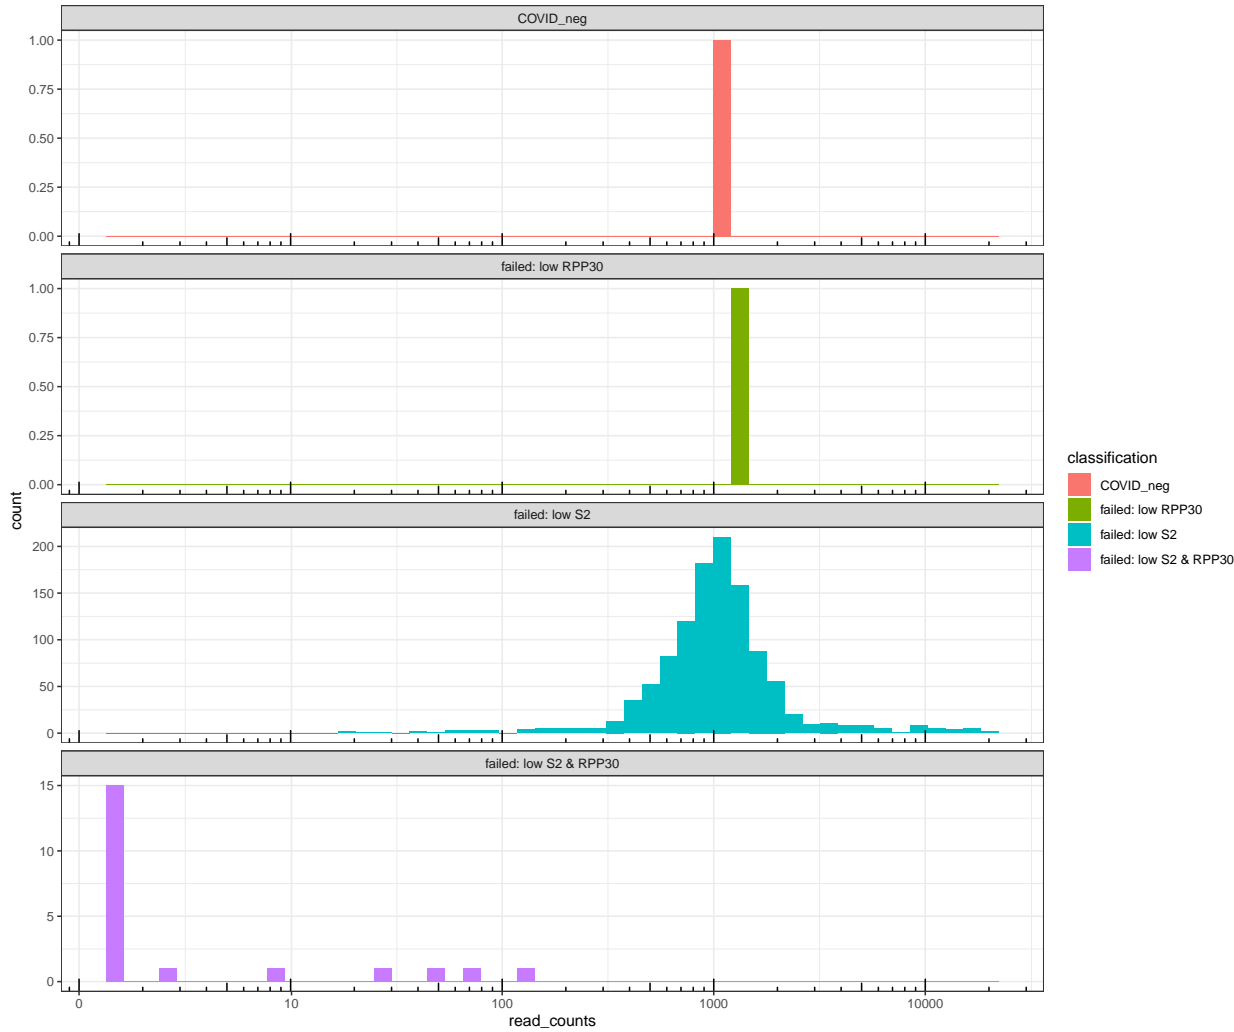 COVID_neg
1.00
0.75
0.50
0.25
0.00
failed: low RPP30
1.00
0.75
0.50
0.25
0.00
failed: low S2
200
150
100
50
0
failed: low S2 & RPP30
15
10
5
0
0 10 100 1000 10000
read_counts
count
classification
COVID_neg
failed: low RPP30
failed: low S2
failed: low S2 & RPP30